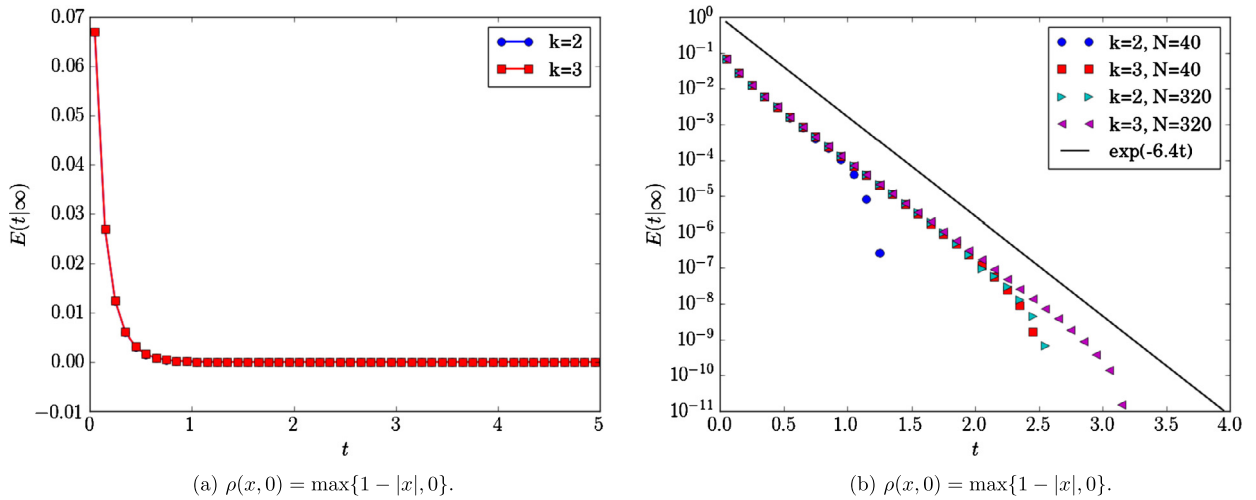 0.07
0.06
0.05
0.04
0.03
0.02
0.01
0.00
−0.01
E(t|∞)
0 1 2 3 4 5
t
k=2
k=3
(a) ρ(x, 0) = max{1 − |x|, 0}.
10⁰
10⁻¹
10⁻²
10⁻³
10⁻⁴
10⁻⁵
10⁻⁶
10⁻⁷
10⁻⁸
10⁻⁹
10⁻¹⁰
10⁻¹¹
E(t|∞)
0.0 0.5 1.0 1.5 2.0 2.5 3.0 3.5 4.0
t
k=2, N=40
k=3, N=40
k=2, N=320
k=3, N=320
exp(-6.4t)
(b) ρ(x, 0) = max{1 − |x|, 0}.